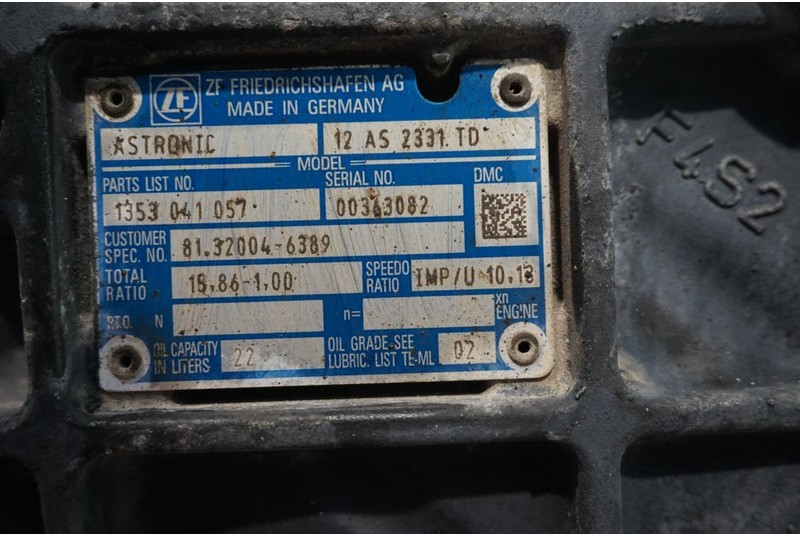 ZF FRIEDRICHSHAFEN AG
MADE IN GERMANY
ASTRONIC 12 AS 2331 TD
MODEL
PARTS LIST NO. SERIAL NO. DMC
1353 041 057 00363082
CUSTOMER SPEC. NO. 81.32004-6389
TOTAL RATIO 15.86-1.00 SPEEDO RATIO IMP/U 10.18
P.T.O. N n= xn ENGINE
OIL CAPACITY IN LITERS 22 OIL GRADE-SEE LUBRIC. LIST TE-ML 02
F4S2